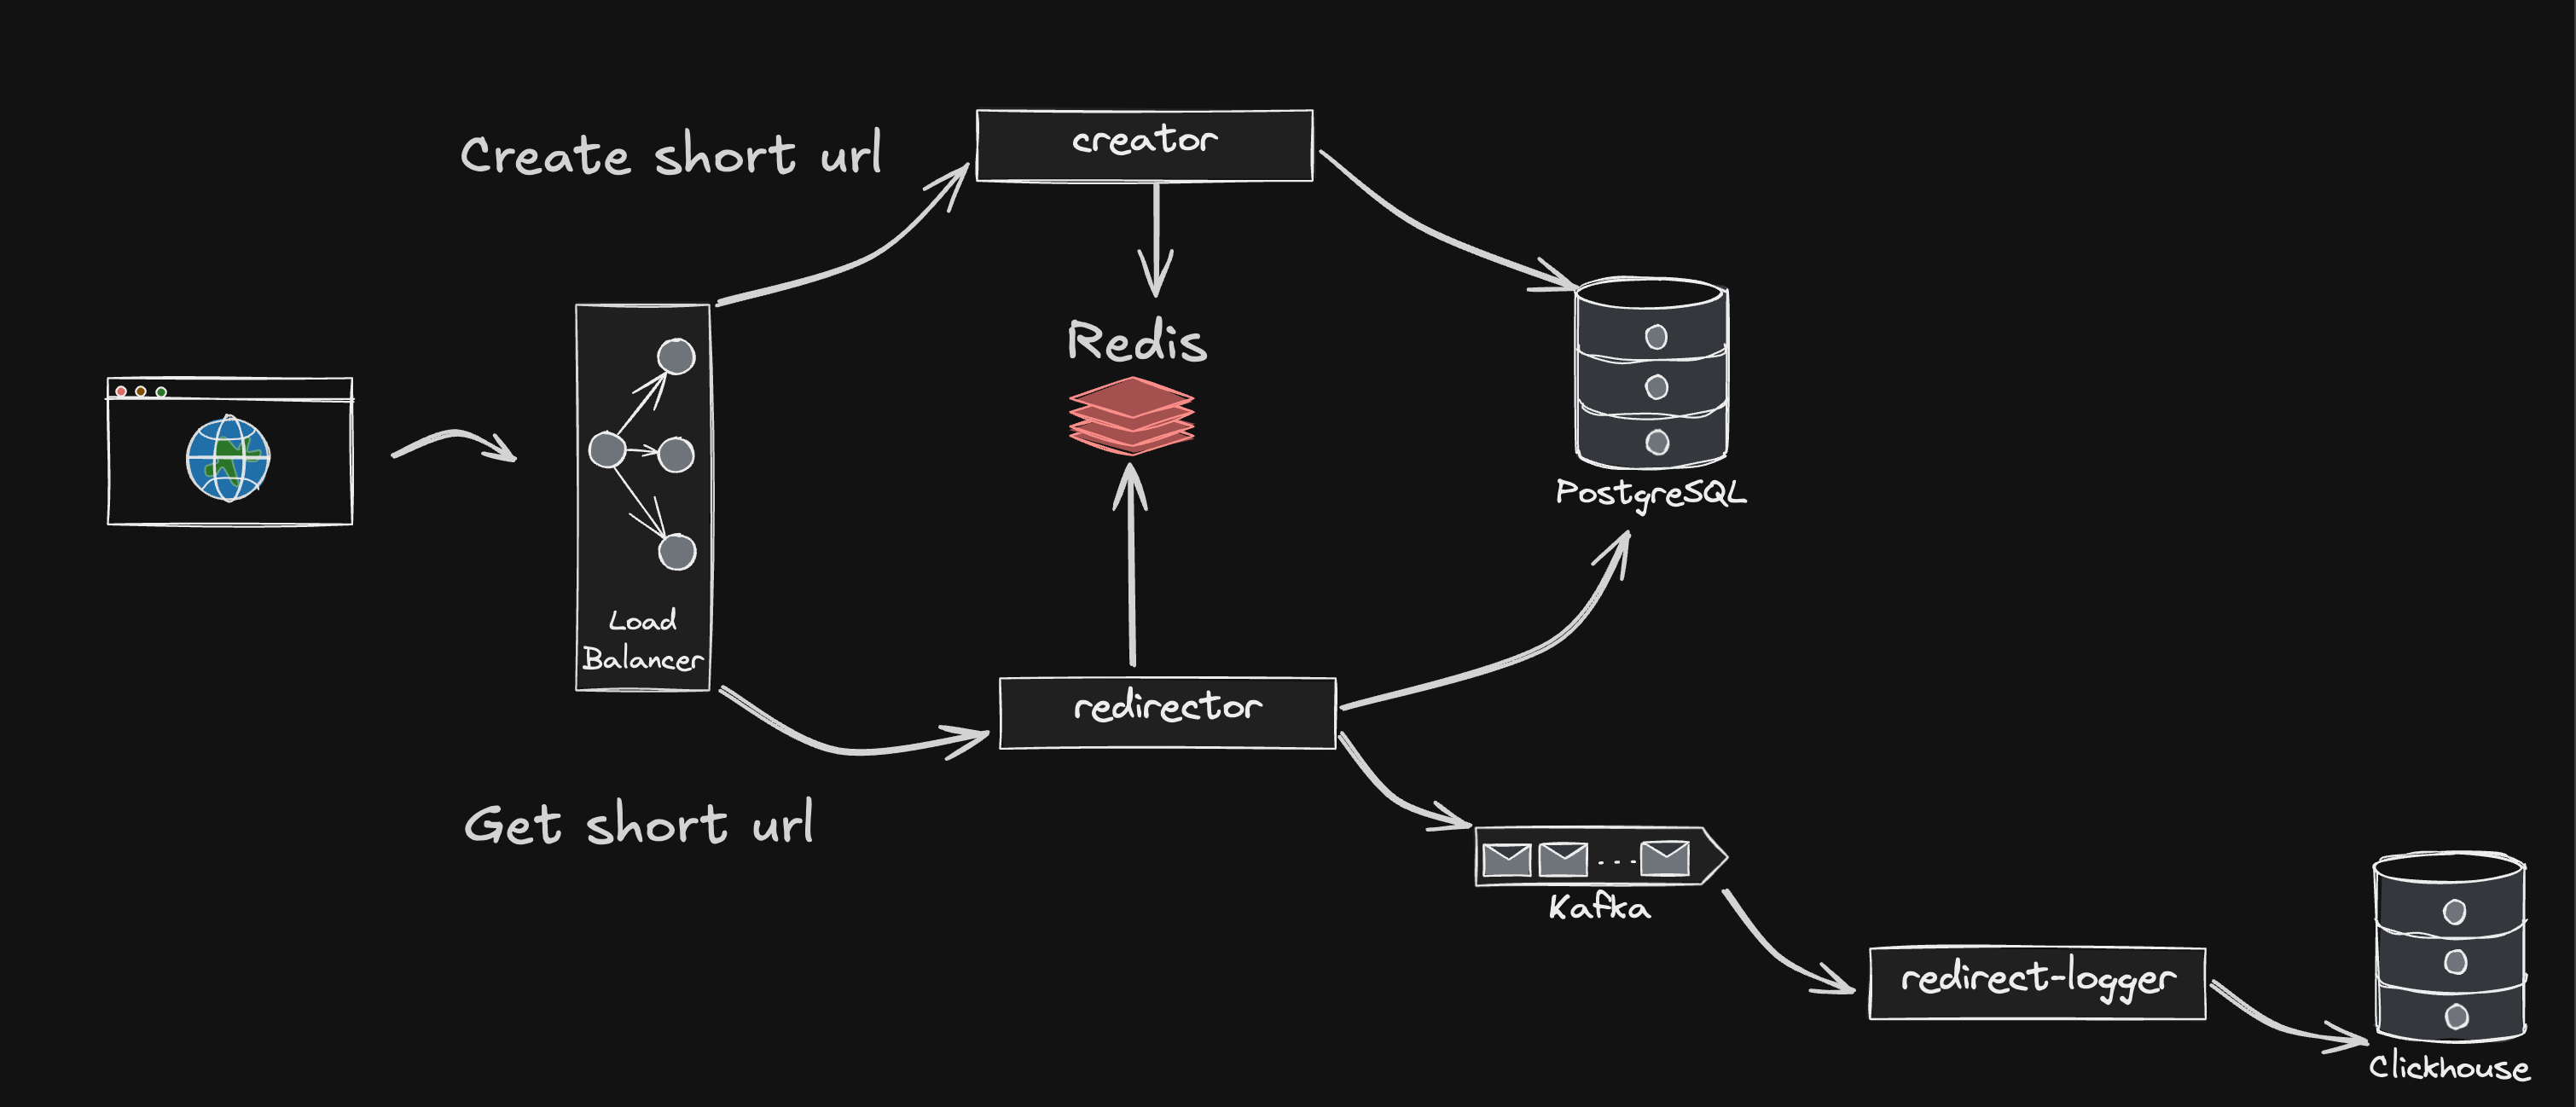 creator
Create short url
Redis
PostgreSQL
Load
Balancer
redirector
Get short url
Kafka
redirect-logger
Clickhouse